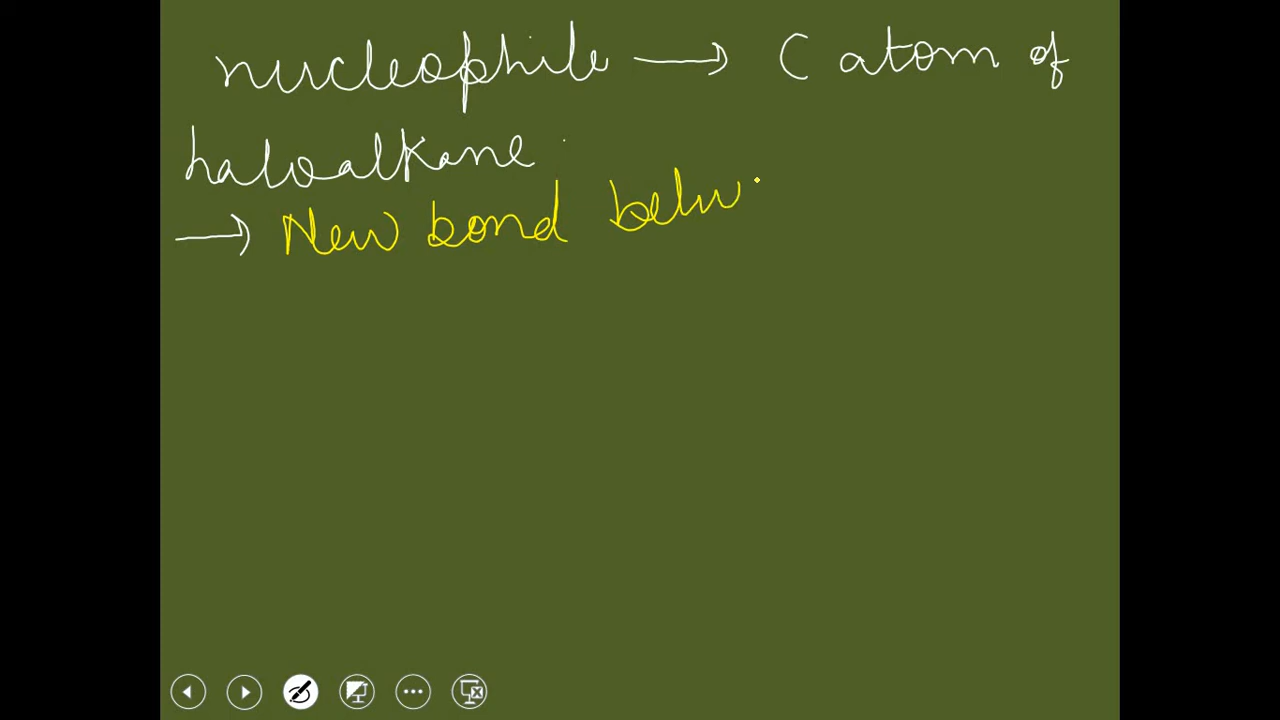 nucleophile → C atom of
haloalkane
→ New bond betw